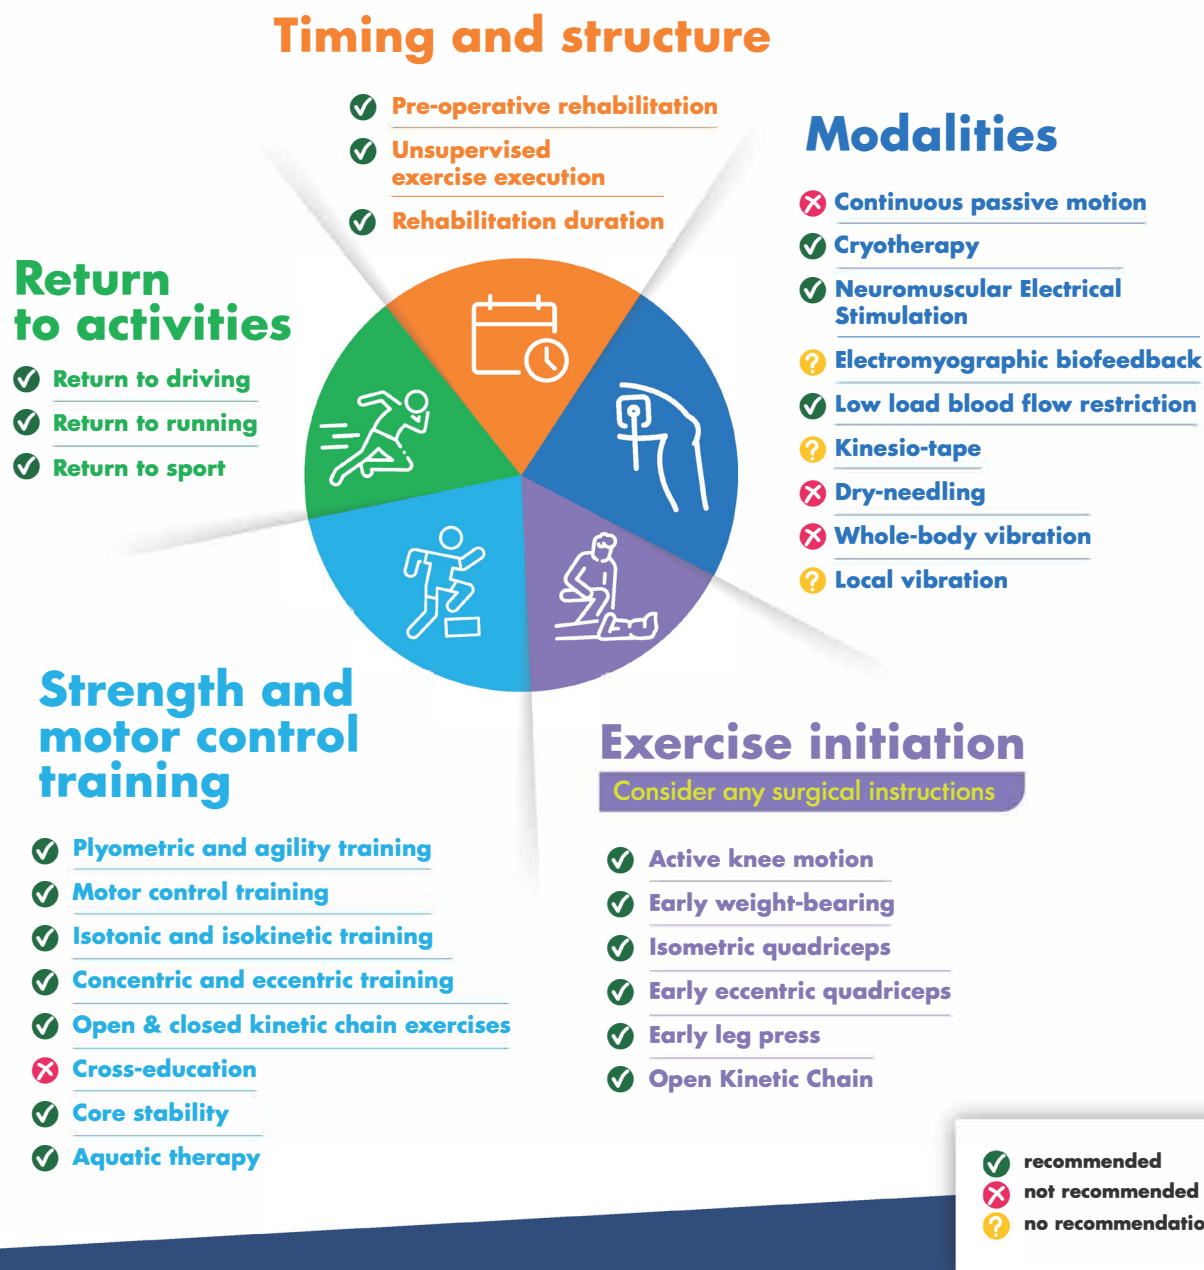 Timing and structure
Pre-operative rehabilitation
Unsupervised
exercise execution
Rehabilitation duration
Modalities
Continuous passive motion
Cryotherapy
Neuromuscular Electrical
Stimulation
Electromyographic biofeedback
Low load blood flow restriction
Kinesio-tape
Dry-needling
Whole-body vibration
Local vibration
Return
to activities
Return to driving
Return to running
Return to sport
Strength and
motor control
training
Plyometric and agility training
Motor control training
Isotonic and isokinetic training
Concentric and eccentric training
Open & closed kinetic chain exercises
Cross-education
Core stability
Aquatic therapy
Exercise initiation
Consider any surgical instructions
Active knee motion
Early weight-bearing
Isometric quadriceps
Early eccentric quadriceps
Early leg press
Open Kinetic Chain
recommended
not recommended
no recommendatio